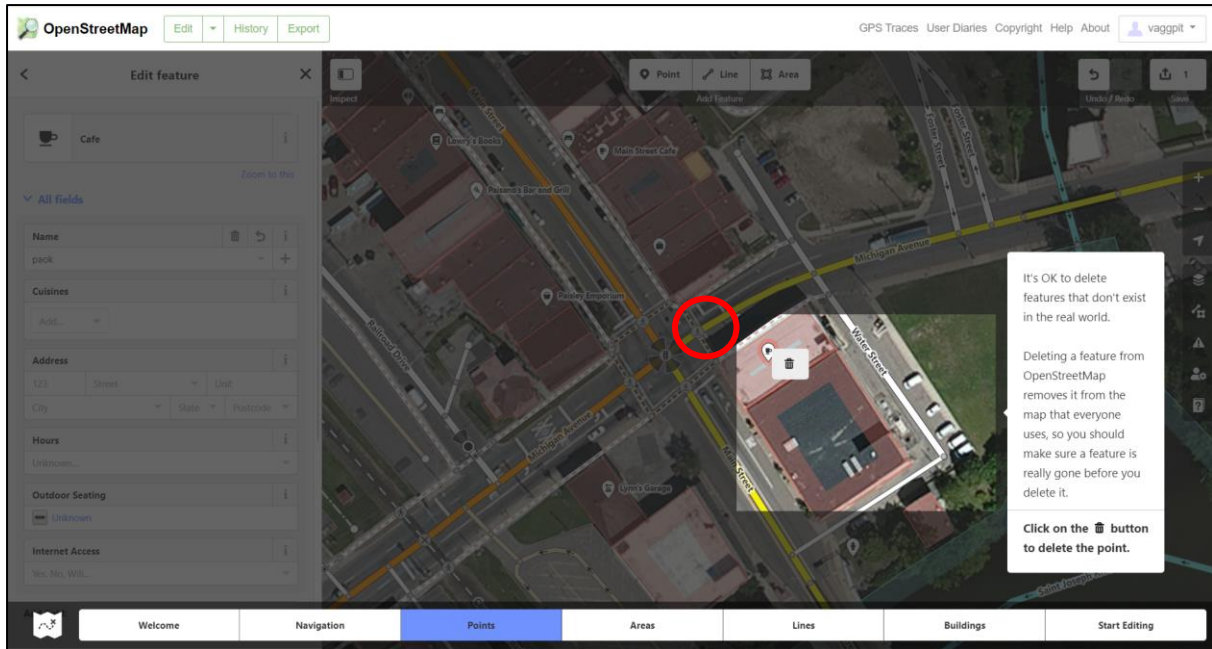 OpenStreetMap Edit History Export GPS Traces User Diaries Copyright Help About vaggpit
Edit feature
Inspect
Point Line Area
Add Feature
1
Undo / Redo Save
Cafe
Zoom to this
All fields
Name
paok
Cuisines
Add...
Address
123 Street Unit
City State Postcode
Hours
Unknown...
Outdoor Seating
Unknown
Internet Access
Yes, No, Wifi...
Main Street
Lowry's Books
Main Street Cafe
Paisano's Bar and Grill
Foster Street
Foster Street
Michigan Avenue
Paisley Emporium
Railroad Drive
Water Street
Michigan Avenue
Main Street
Lynn's Garage
It's OK to delete
features that don't exist
in the real world.
Deleting a feature from
OpenStreetMap
removes it from the
map that everyone
uses, so you should
make sure a feature is
really gone before you
delete it.
Click on the button
to delete the point.
Welcome Navigation Points Areas Lines Buildings Start Editing